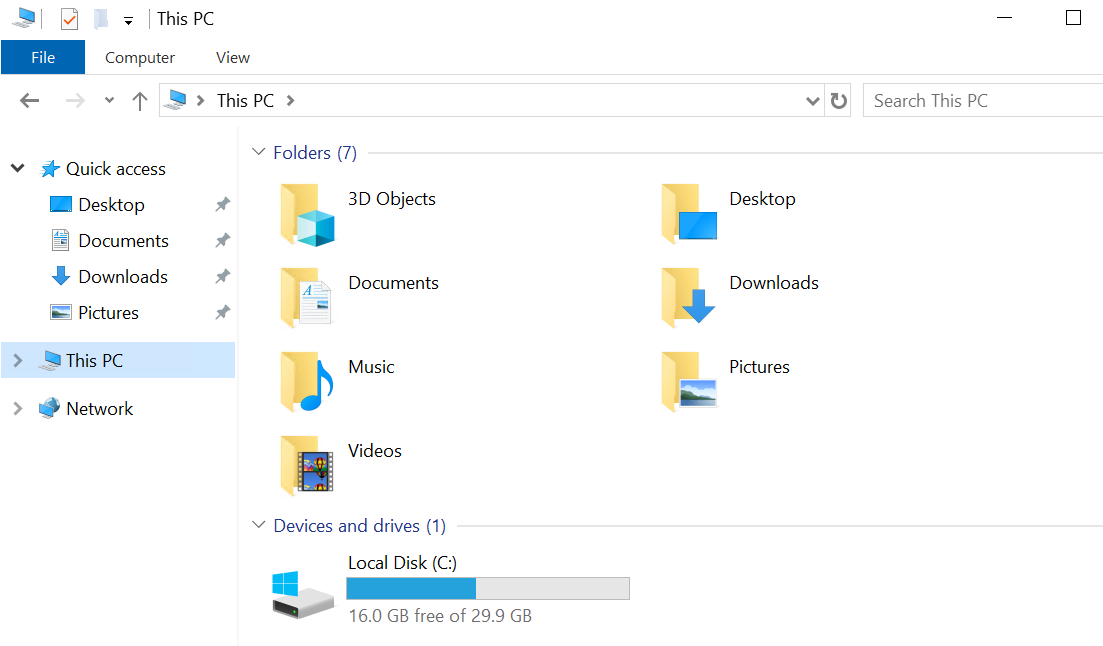 This PC
File Computer View
This PC
Search This PC
Quick access
Desktop
Documents
Downloads
Pictures
This PC
Network
Folders (7)
3D Objects
Desktop
Documents
Downloads
Music
Pictures
Videos
Devices and drives (1)
Local Disk (C:)
16.0 GB free of 29.9 GB